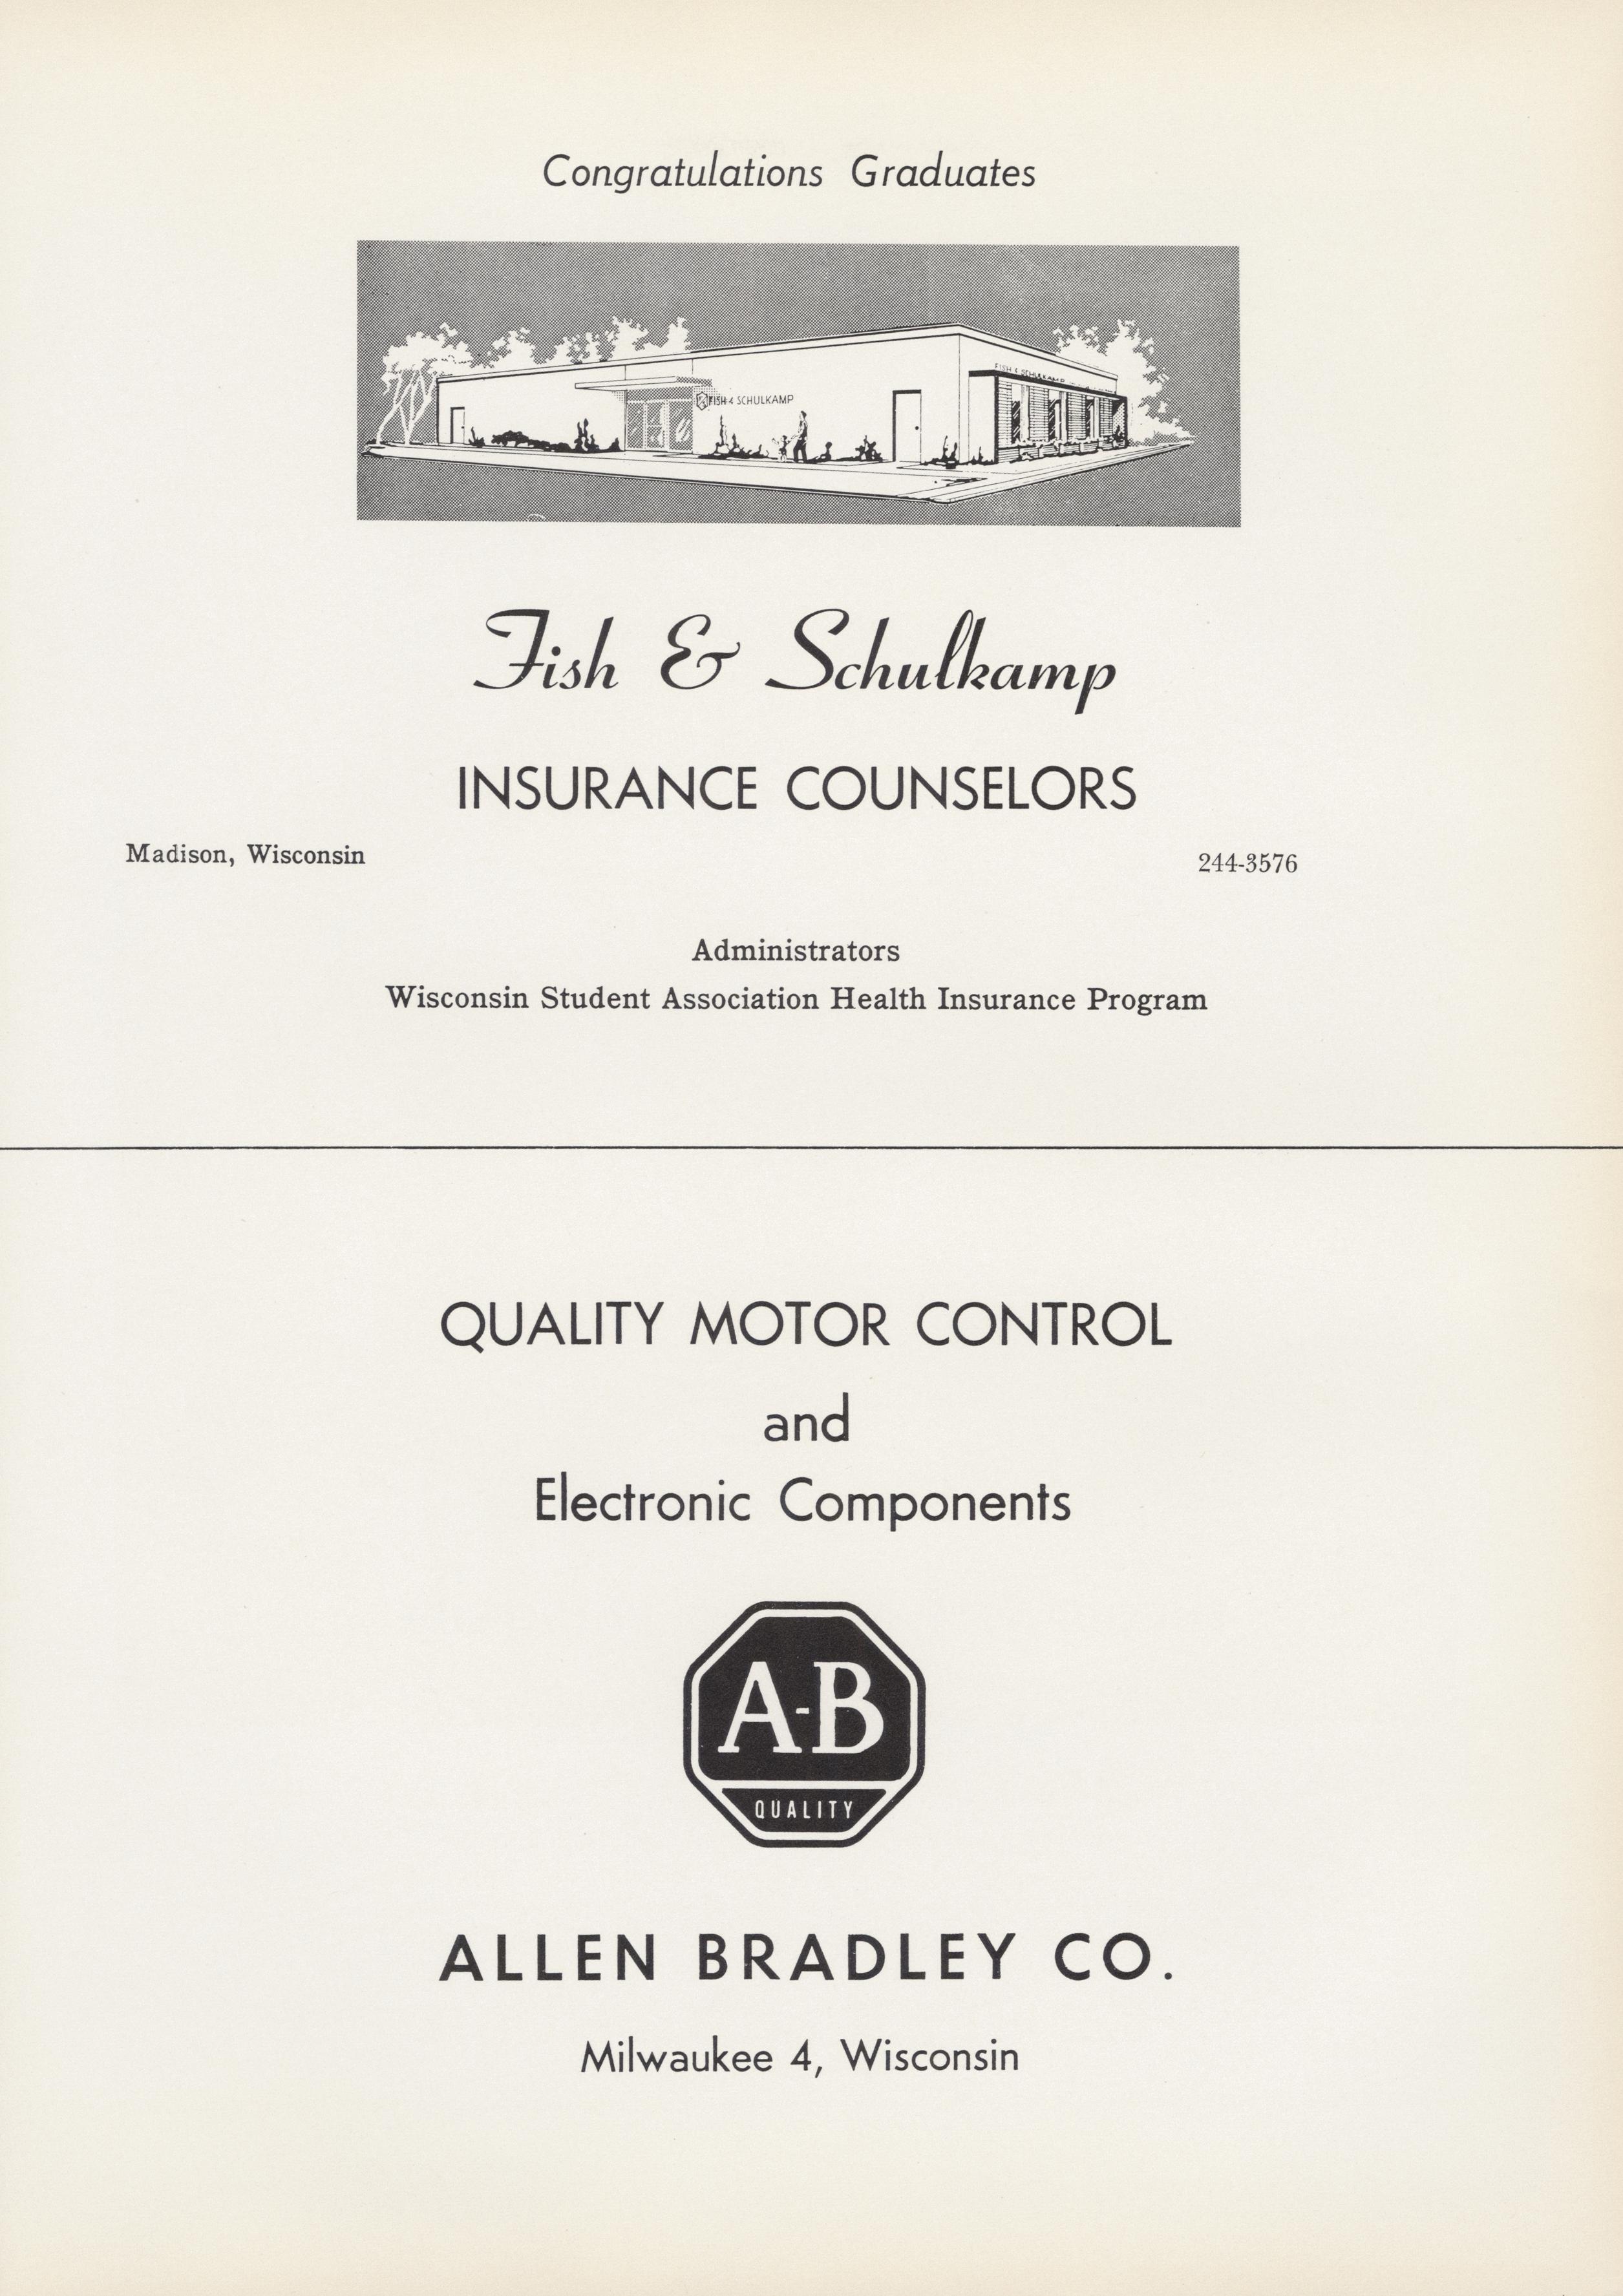 Congratulations Graduates
FISH & SCHULKAMP
FISH & SCHULKAMP
Fish & Schulkamp
INSURANCE COUNSELORS
Madison, Wisconsin 244-3576
Administrators
Wisconsin Student Association Health Insurance Program
QUALITY MOTOR CONTROL
and
Electronic Components
A-B
QUALITY
ALLEN BRADLEY CO.
Milwaukee 4, Wisconsin